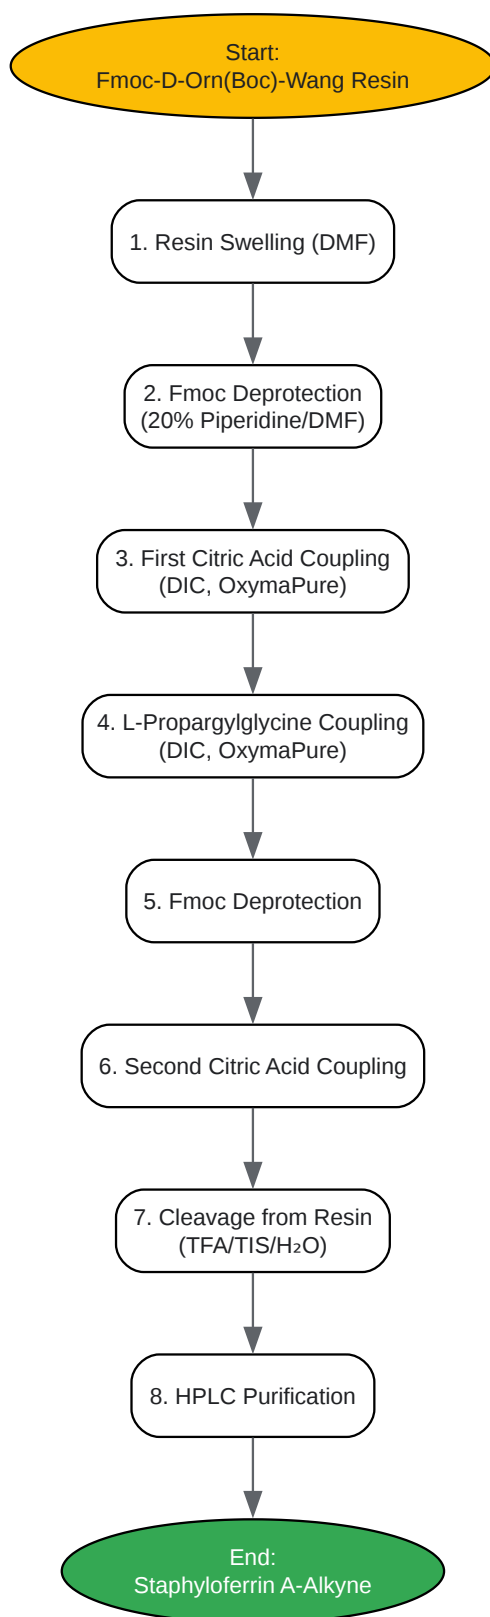 Start:
Fmoc-D-Orn(Boc)-Wang Resin
1. Resin Swelling (DMF)
2. Fmoc Deprotection
(20% Piperidine/DMF)
3. First Citric Acid Coupling
(DIC, OxymaPure)
4. L-Propargylglycine Coupling
(DIC, OxymaPure)
5. Fmoc Deprotection
6. Second Citric Acid Coupling
7. Cleavage from Resin
(TFA/TIS/H₂O)
8. HPLC Purification
End:
Staphyloferrin A-Alkyne